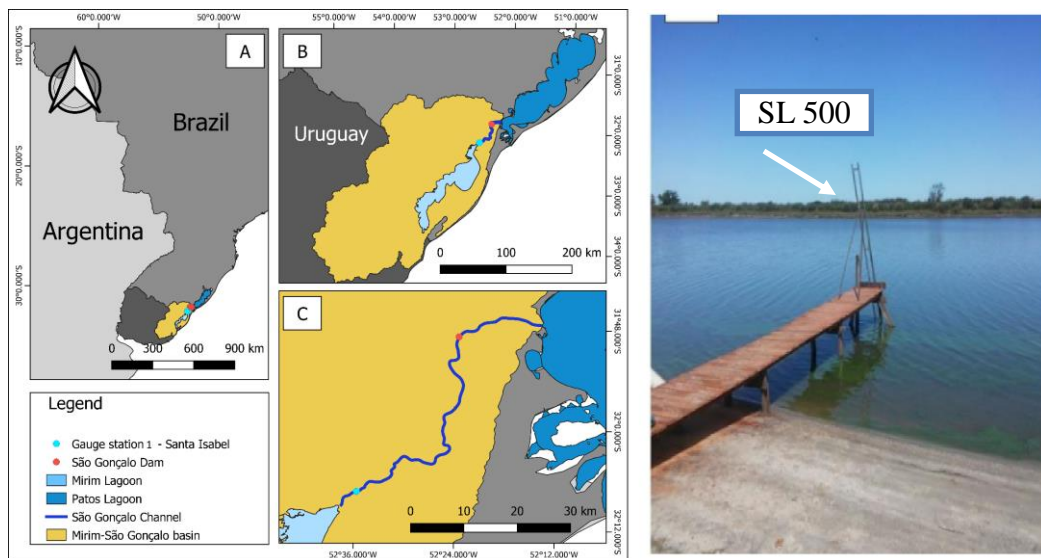 60°0.000'W
50°0.000'W
10°0.000'S
20°0.000'S
30°0.000'S
A
Brazil
Argentina
0 300 600 900 km
55°0.000'W 54°0.000'W 53°0.000'W 52°0.000'W 51°0.000'W
B
Uruguay
31°0.000'S
32°0.000'S
33°0.000'S
34°0.000'S
0 100 200 km
C
31°48.000'S
32°0.000'S
32°12.000'S
0 10 20 30 km
52°36.000'W 52°24.000'W 52°12.000'W
Legend
Gauge station 1 - Santa Isabel
São Gonçalo Dam
Mirim Lagoon
Patos Lagoon
São Gonçalo Channel
Mirim-São Gonçalo basin
SL 500